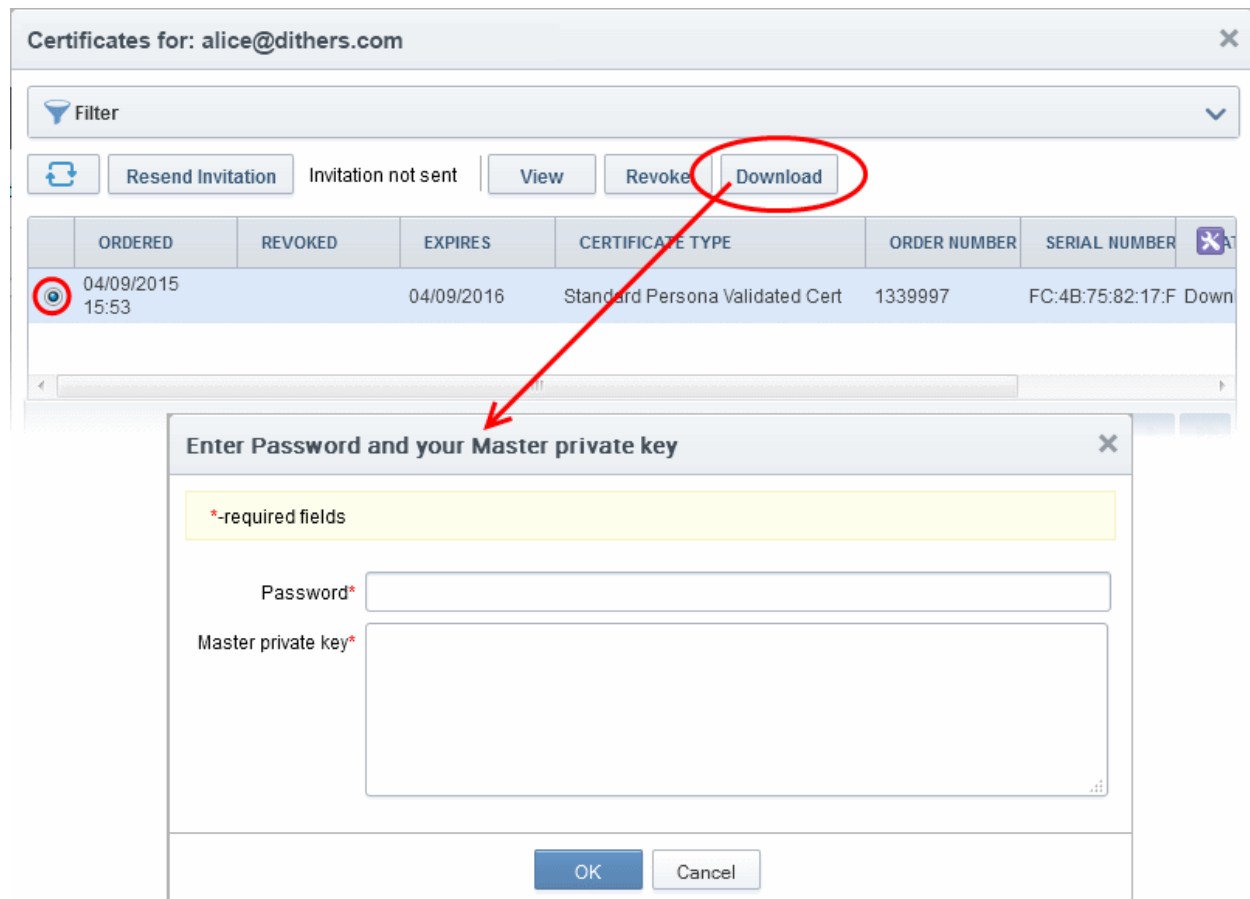 Certificates for: alice@dithers.com
Filter
Resend Invitation Invitation not sent View Revoke Download
ORDERED REVOKED EXPIRES CERTIFICATE TYPE ORDER NUMBER SERIAL NUMBER
04/09/2015
15:53 04/09/2016 Standard Persona Validated Cert 1339997 FC:4B:75:82:17:F Downl
Enter Password and your Master private key
*-required fields
Password*
Master private key*
OK Cancel